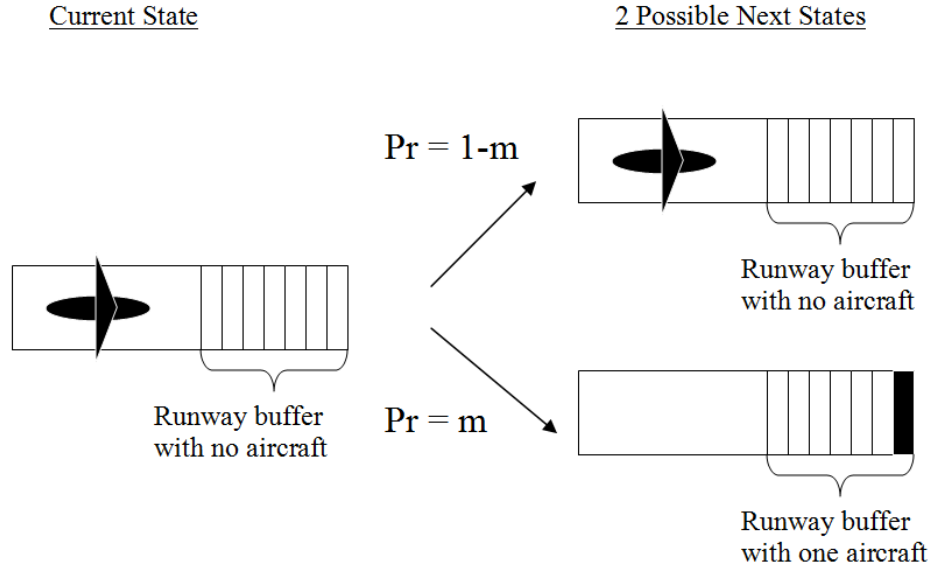 Current State
2 Possible Next States
Pr = 1-m
Runway buffer
with no aircraft
Runway buffer
with no aircraft
Pr = m
Runway buffer
with one aircraft